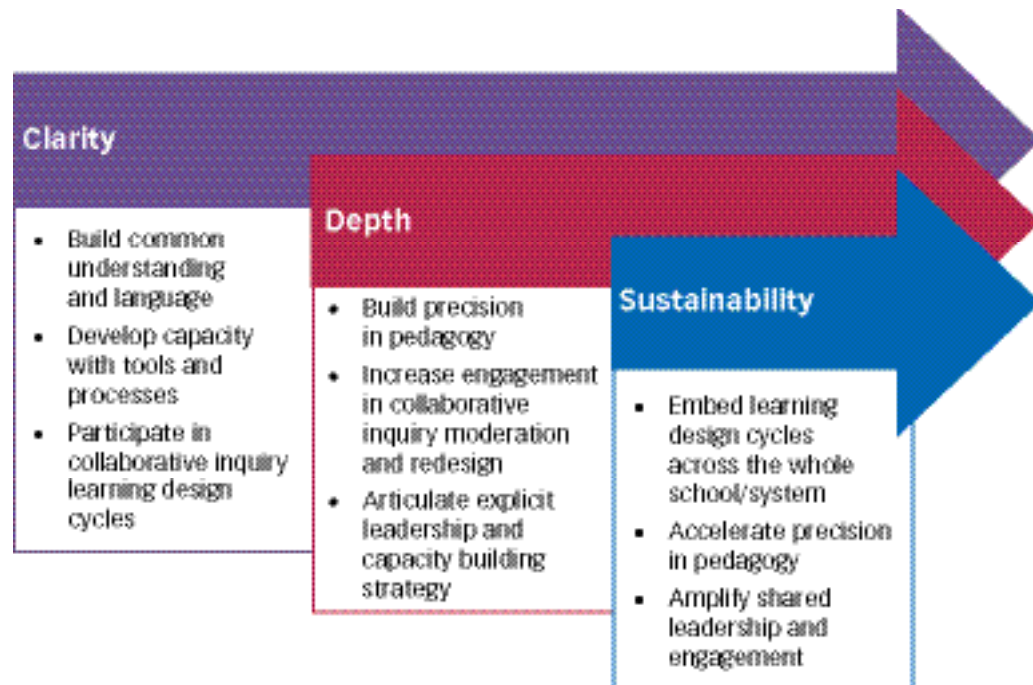 Clarity
• Build common
understanding
and language
• Develop capacity
with tools and
processes
• Participate in
collaborative inquiry
learning design
cycles
Depth
• Build precision
in pedagogy
• Increase engagement
in collaborative
inquiry moderation
and redesign
• Articulate explicit
leadership and
capacity building
strategy
Sustainability
• Embed learning
design cycles
across the whole
school/system
• Accelerate precision
in pedagogy
• Amplify shared
leadership and
engagement